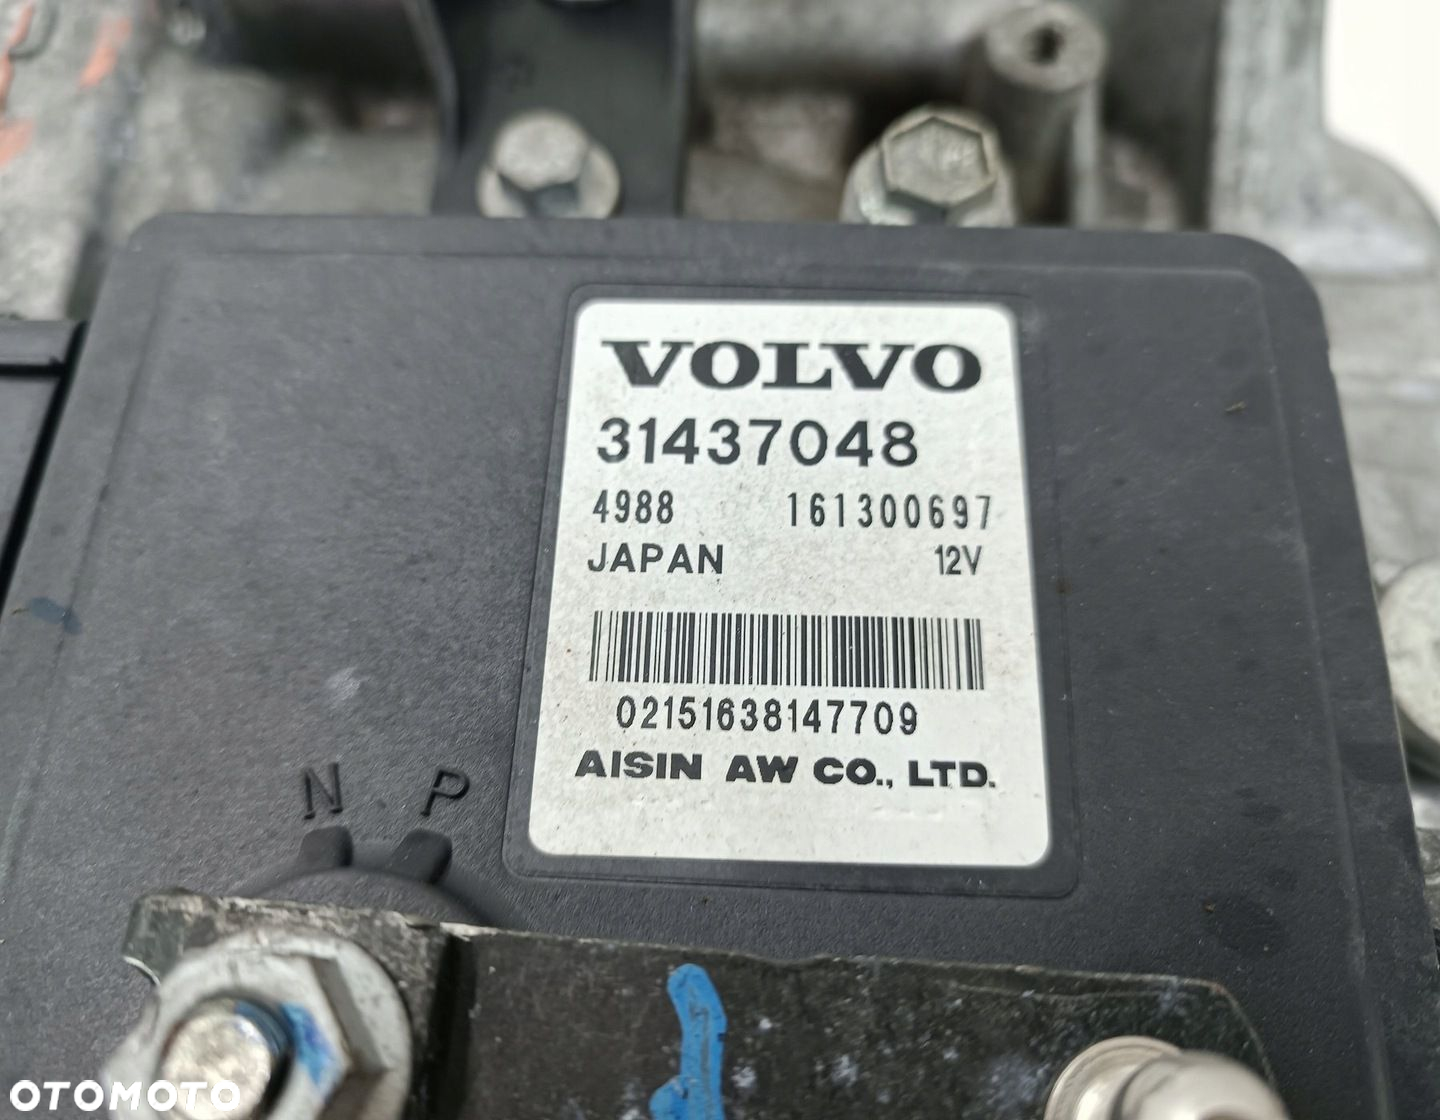 VOLVO
31437048
4988 161300697
JAPAN 12V
02151638147709
AISIN AW CO., LTD.
N P
OTOMOTO